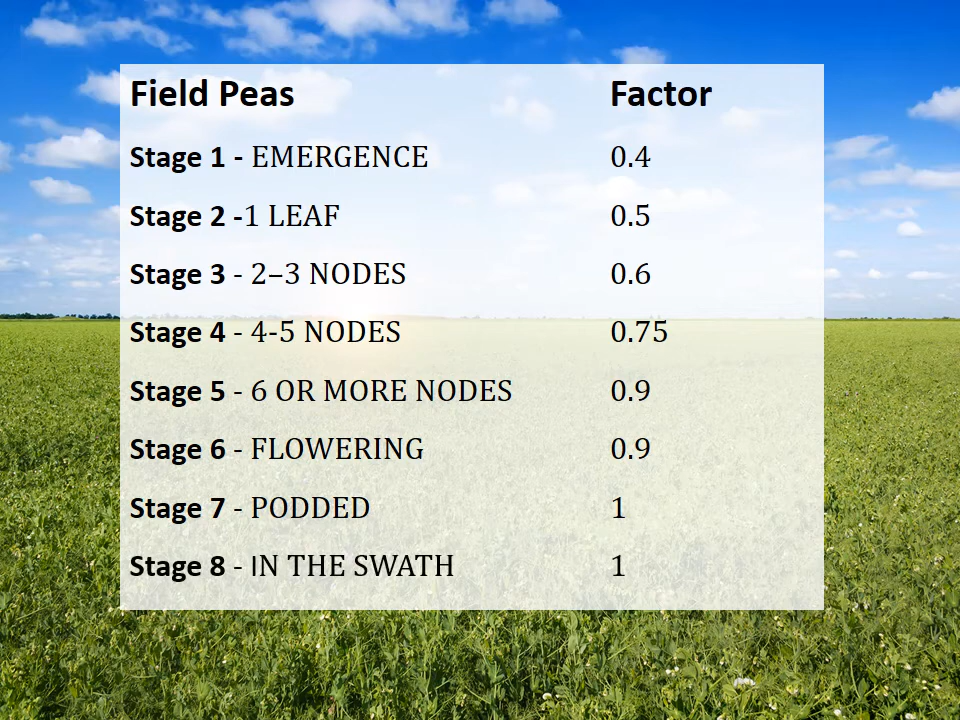 Field Peas Factor
Stage 1 - EMERGENCE 0.4
Stage 2 -1 LEAF 0.5
Stage 3 - 2–3 NODES 0.6
Stage 4 - 4-5 NODES 0.75
Stage 5 - 6 OR MORE NODES 0.9
Stage 6 - FLOWERING 0.9
Stage 7 - PODDED 1
Stage 8 - IN THE SWATH 1